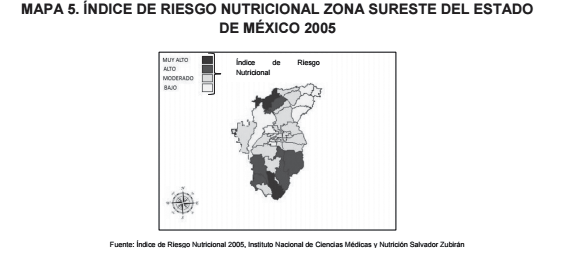 MAPA 5. ÍNDICE DE RIESGO NUTRICIONAL ZONA SURESTE DEL ESTADO
DE MÉXICO 2005
MUY ALTO
ALTO
MODERADO
BAJO
Índice de Riesgo
Nutricional
Fuente: Índice de Riesgo Nutricional 2005, Instituto Nacional de Ciencias Médicas y Nutrición Salvador Zubirán